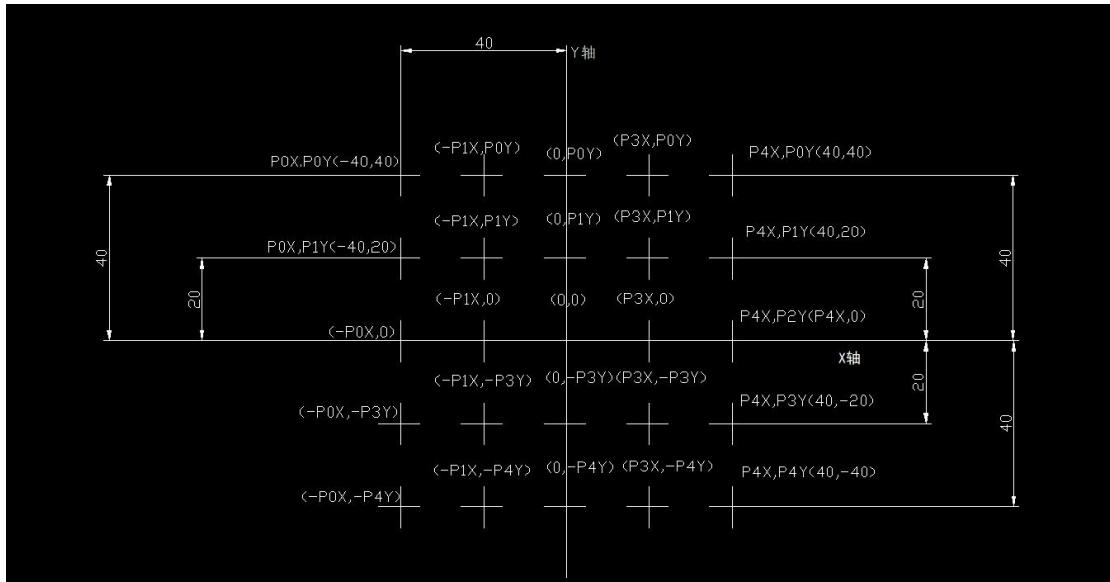 40
Y轴
(-P1X,P0Y)
(0,P0Y)
(P3X,P0Y)
P0X.P0Y(-40,40)
P4X,P0Y(40,40)
(-P1X,P1Y)
(0,P1Y)
(P3X,P1Y)
P0X,P1Y(-40,20)
P4X,P1Y(40,20)
40
20
(-P1X,0)
(0,0)
(P3X,0)
20
40
(-P0X,0)
P4X,P2Y(P4X,0)
X轴
(-P1X,-P3Y)
(0,-P3Y)
(P3X,-P3Y)
20
(-P0X,-P3Y)
P4X,P3Y(40,-20)
40
(-P1X,-P4Y)
(0,-P4Y)
(P3X,-P4Y)
(-P0X,-P4Y)
P4X,P4Y(40,-40)